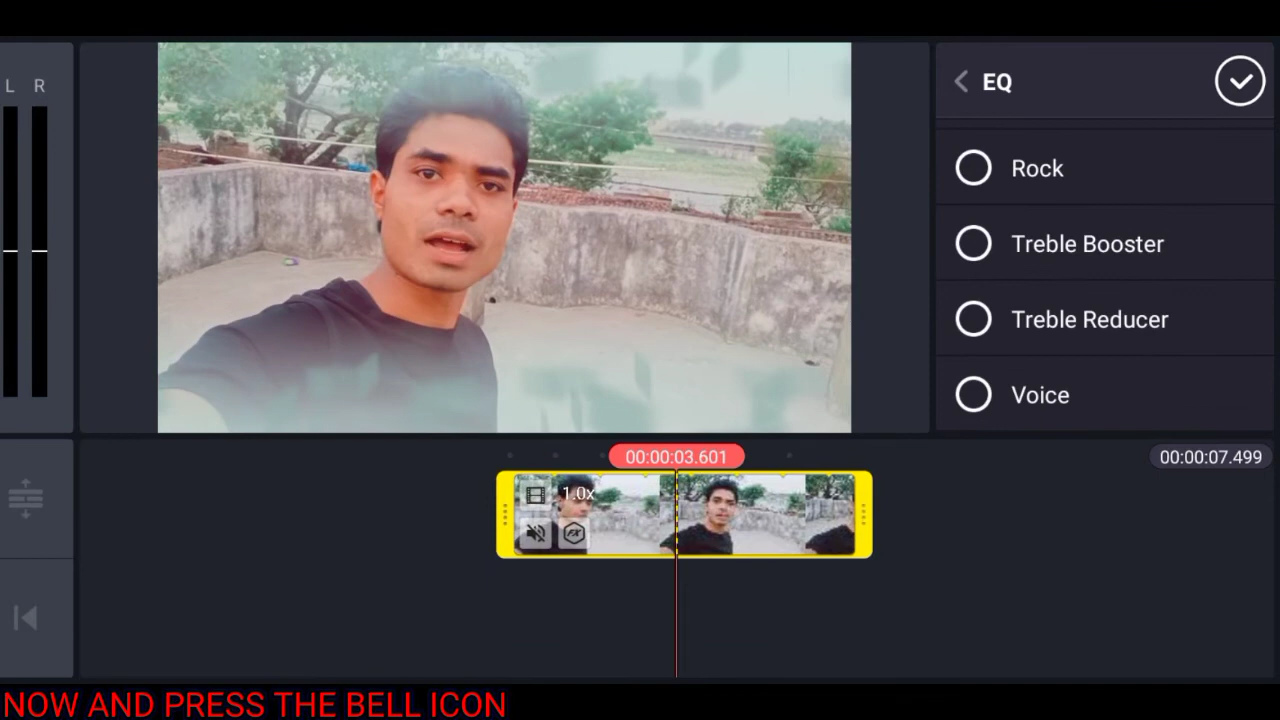 L R
EQ
Rock
Treble Booster
Treble Reducer
Voice
00:00:03.601
00:00:07.499
1.0x
FX
NOW AND PRESS THE BELL ICON